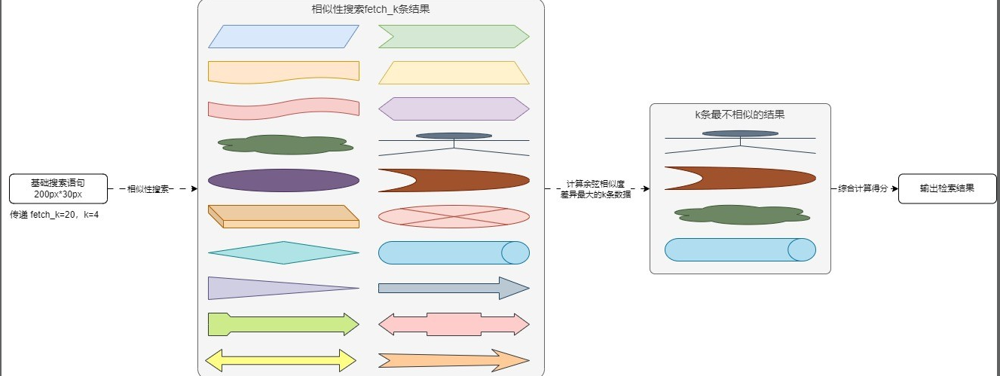 相似性搜索fetch_k条结果
基础搜索语句
200px*30px
传递 fetch_k=20，k=4
相似性搜索
计算余弦相似度
差异最大的k条数据
k条最不相似的结果
综合计算得分
输出检索结果